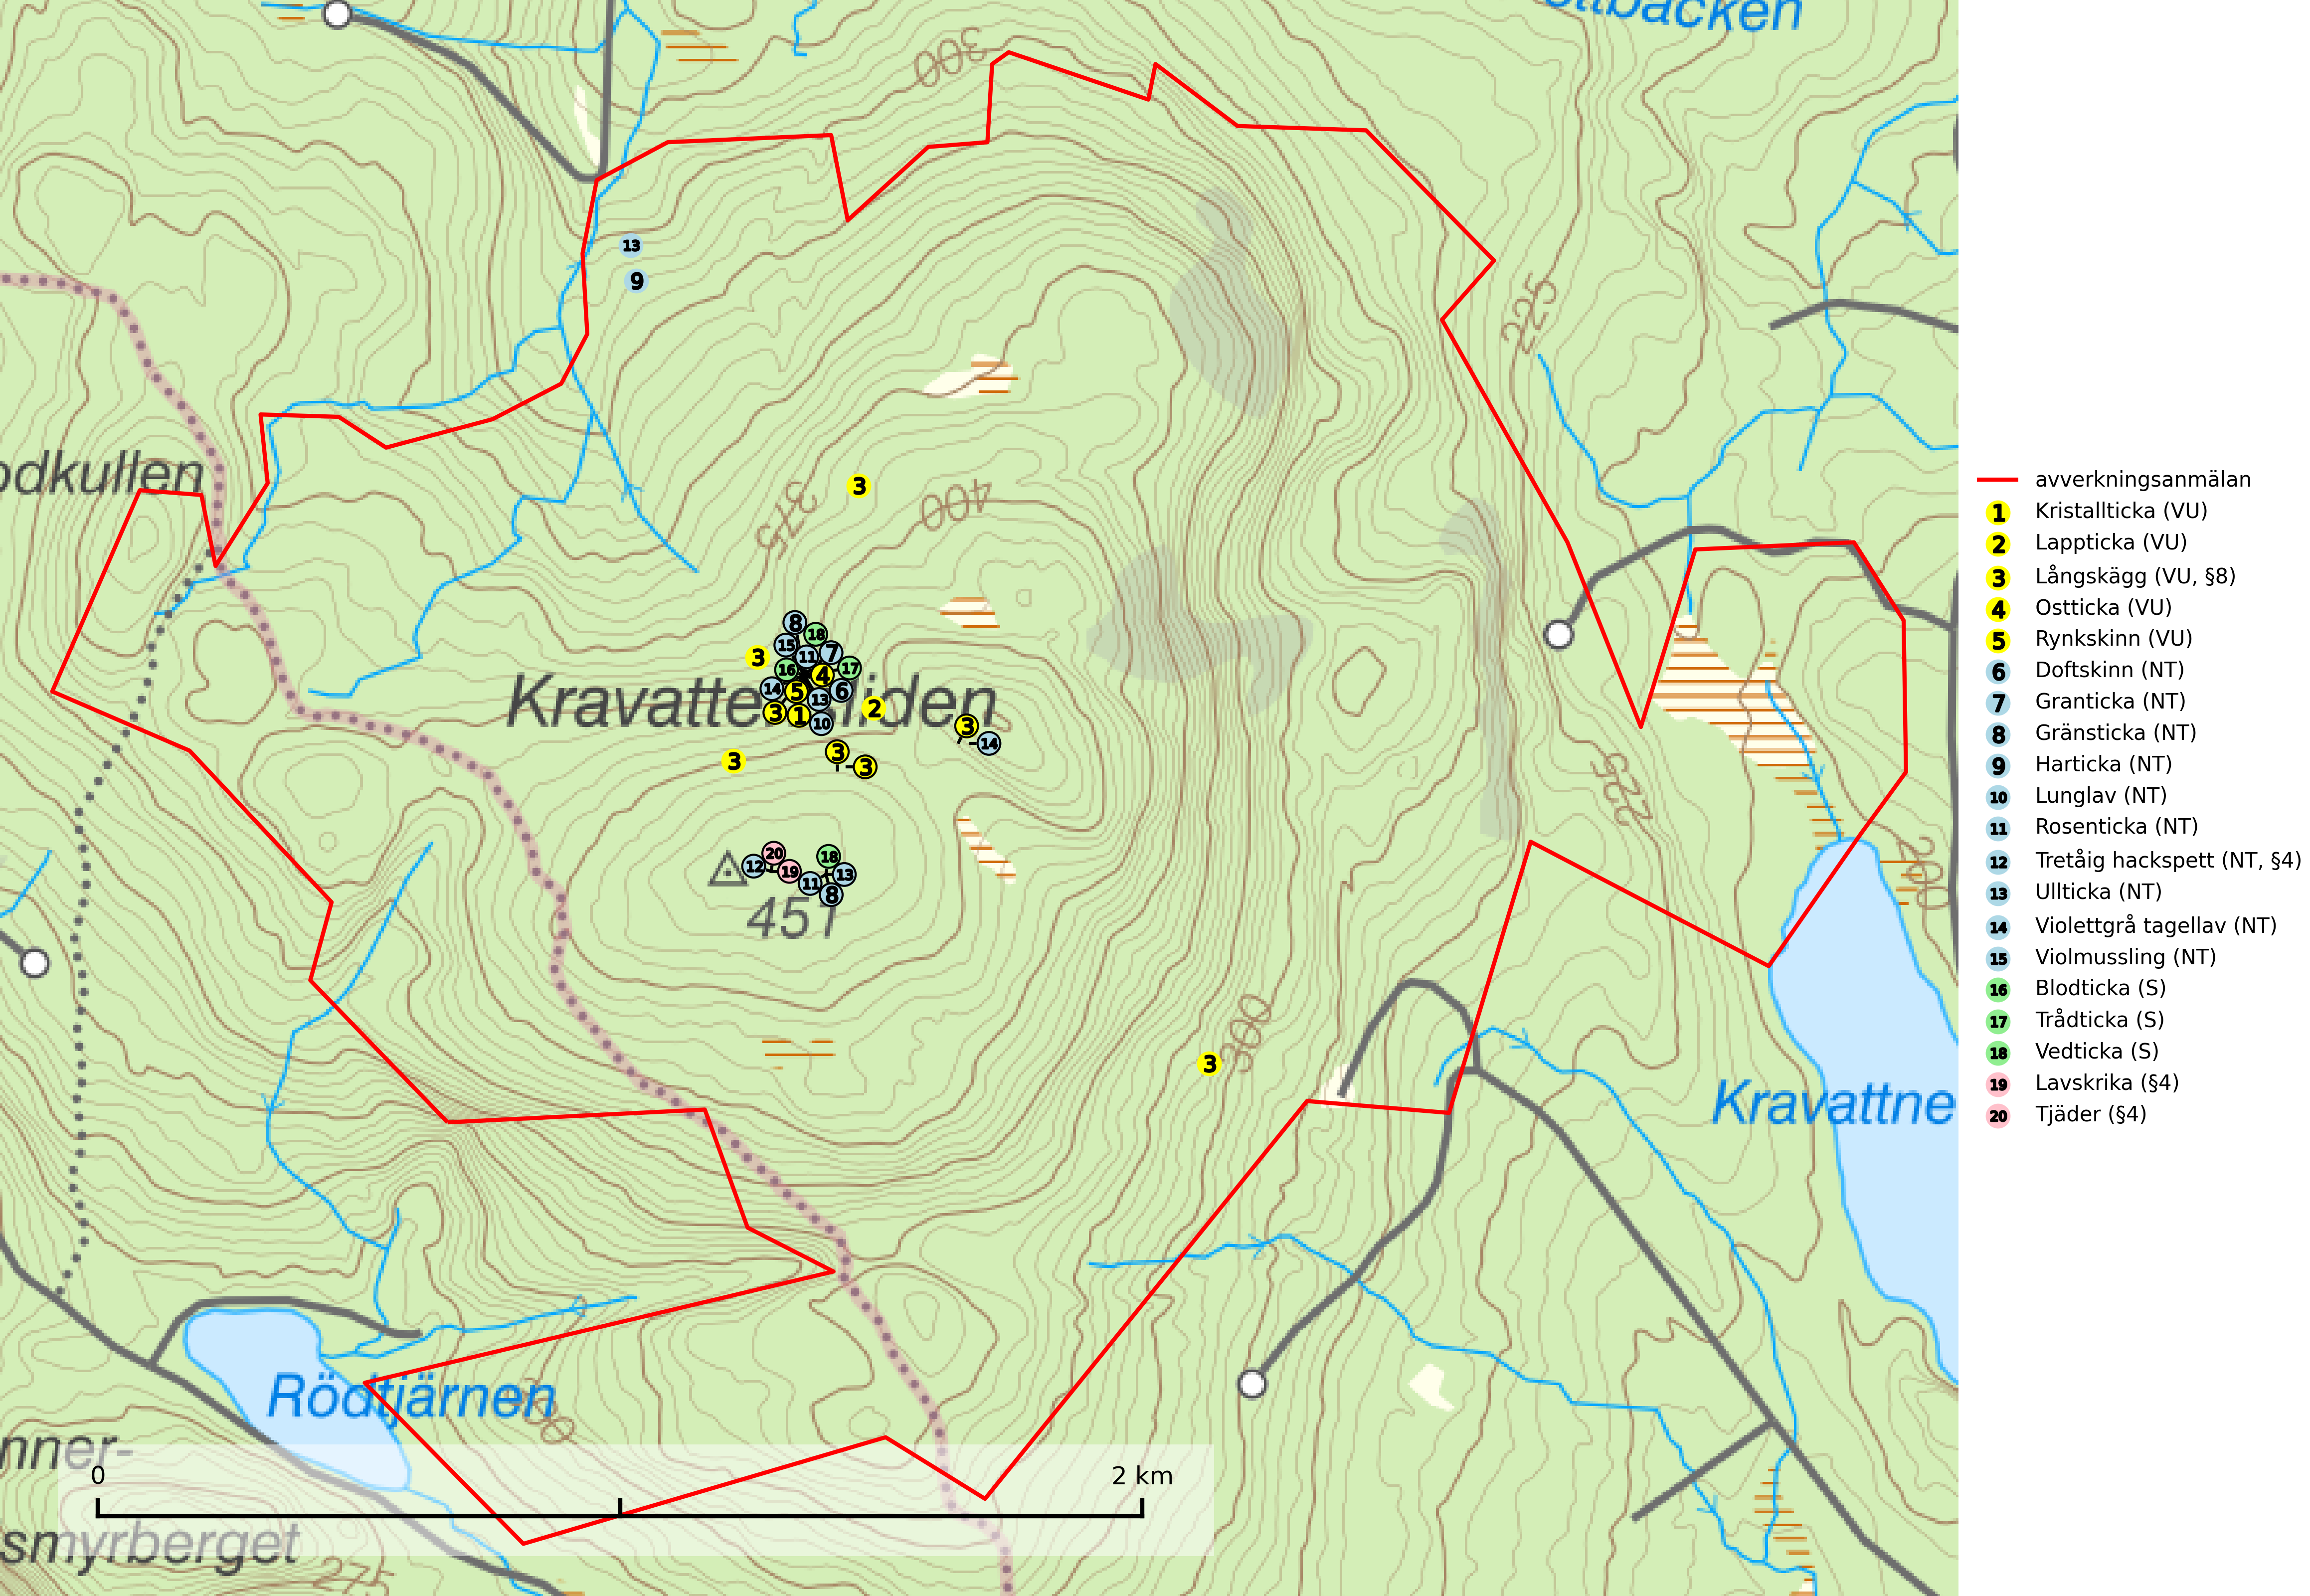 300
225
odkullen
375
400
8
18
15
11
7
3
16
4
17
14
5
13
6
3
1
10
2
Kravatte liden
3
14
3
3
3
3
13
9
20
12
19
18
11
13
8
451
225
200
300
3
Kravattne
Rödtjärnen
nner-
0
2 km
smyrberget
275
avverkningsanmälan
1 Kristallticka (VU)
2 Lappticka (VU)
3 Långskägg (VU, §8)
4 Ostticka (VU)
5 Rynkskinn (VU)
6 Doftskinn (NT)
7 Granticka (NT)
8 Gränsticka (NT)
9 Harticka (NT)
10 Lunglav (NT)
11 Rosenticka (NT)
12 Tretåig hackspett (NT, §4)
13 Ullticka (NT)
14 Violettgrå tagellav (NT)
15 Violmussling (NT)
16 Blodticka (S)
17 Trådticka (S)
18 Vedticka (S)
19 Lavskrika (§4)
20 Tjäder (§4)